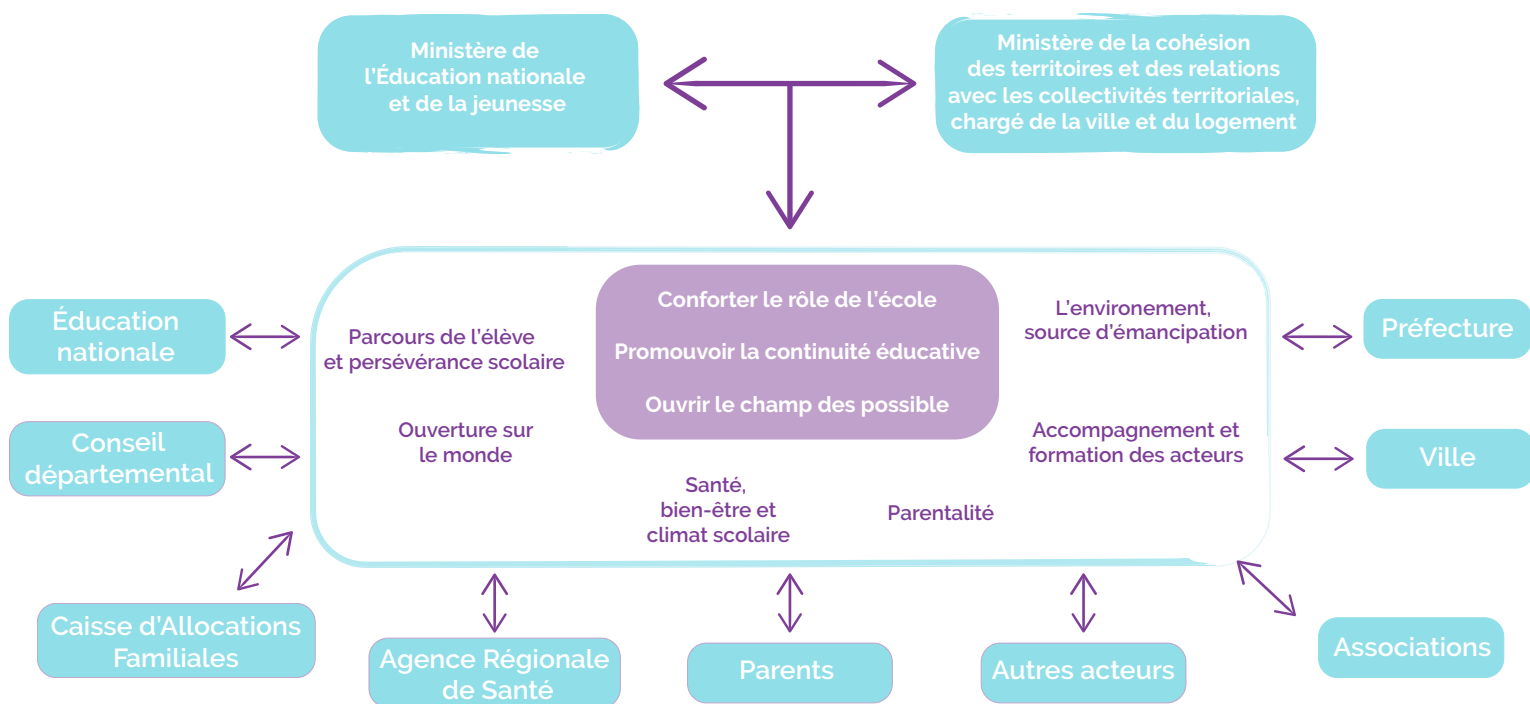 Ministère de
l'Éducation nationale
et de la jeunesse
Ministère de la cohésion
des territoires et des relations
avec les collectivités territoriales,
chargé de la ville et du logement
Conforter le rôle de l'école
Promouvoir la continuité éducative
Ouvrir le champ des possible
Parcours de l'élève
et persévérance scolaire
Ouverture sur
le monde
Santé,
bien-être et
climat scolaire
Parentalité
L'environement,
source d'émancipation
Accompagnement et
formation des acteurs
Éducation
nationale
Conseil
départemental
Caisse d'Allocations
Familiales
Agence Régionale
de Santé
Parents
Autres acteurs
Associations
Ville
Préfecture